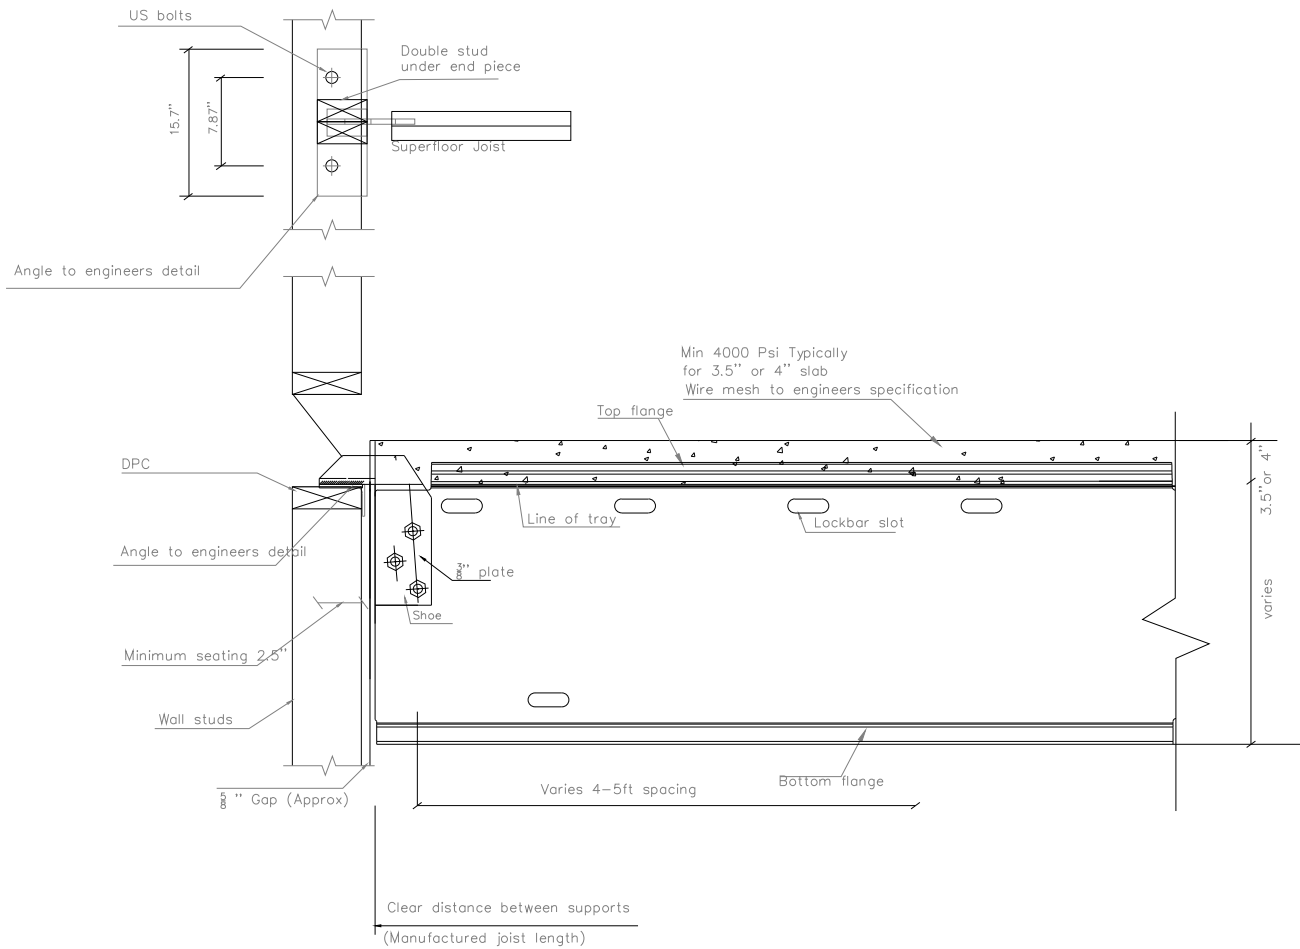 US bolts
Double stud
under end piece
15.7’’
7.87’’
Superfloor Joist
Angle to engineers detail
Min 4000 Psi Typically
for 3.5’’ or 4’’ slab
Wire mesh to engineers specification
Top flange
DPC
3.5’’or 4’’
Line of tray
Lockbar slot
Angle to engineers detail
3/8’’ plate
Shoe
varies
Minimum seating 2.5’’
Wall studs
Bottom flange
5/8 ’’ Gap (Approx)
Varies 4-5ft spacing
Clear distance between supports
(Manufactured joist length)